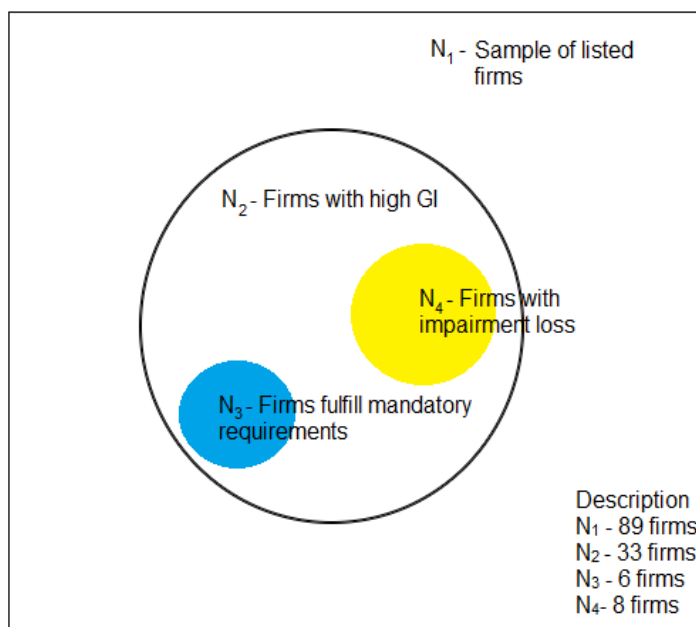 N₁ - Sample of listed
firms
N₂ - Firms with high GI
N₄ - Firms with
impairment loss
N₃ - Firms fulfill mandatory
requirements
Description
N₁ - 89 firms
N₂ - 33 firms
N₃ - 6 firms
N₄- 8 firms